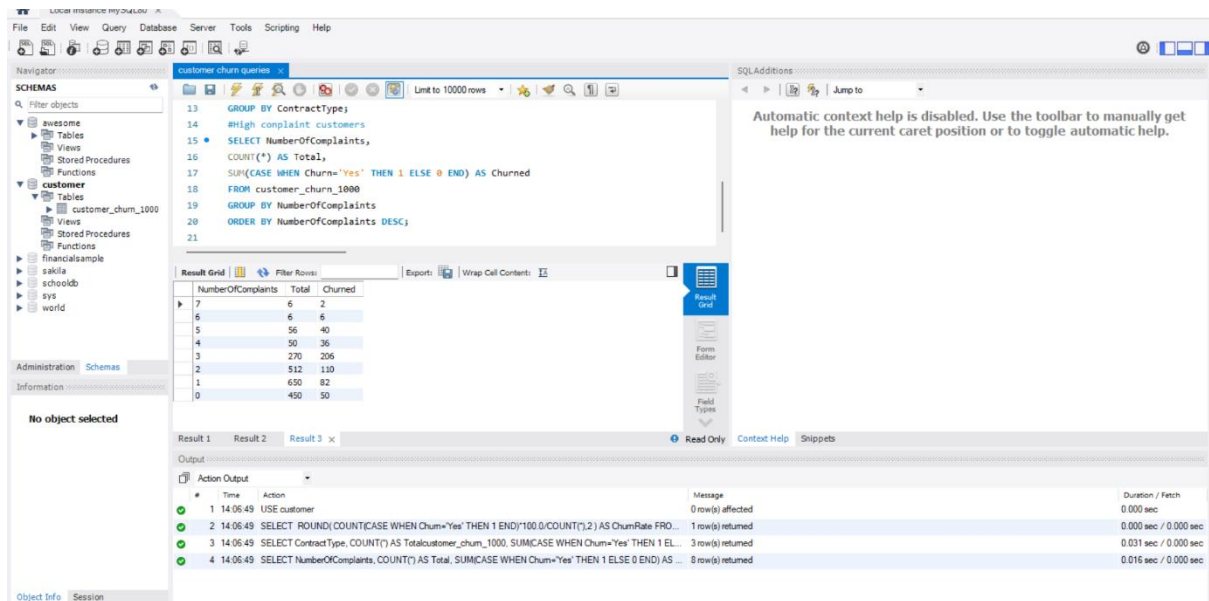 Local instance MySQL80 ×
File Edit View Query Database Server Tools Scripting Help
Navigator
SCHEMAS
Filter objects
awesome
Tables
Views
Stored Procedures
Functions
customer
Tables
customer_churn_1000
Views
Stored Procedures
Functions
financialsample
sakila
schooldb
sys
world
Administration Schemas
Information
No object selected
Object Info Session
customer churn queries ×
Limit to 10000 rows
13 GROUP BY ContractType;
14 #High conplaint customers
15 SELECT NumberOfComplaints,
16 COUNT(*) AS Total,
17 SUM(CASE WHEN Churn='Yes' THEN 1 ELSE 0 END) AS Churned
18 FROM customer_churn_1000
19 GROUP BY NumberOfComplaints
20 ORDER BY NumberOfComplaints DESC;
21
Result Grid Filter Rows: Export: Wrap Cell Content:
NumberOfComplaints Total Churned
7 6 2
6 6 6
5 56 40
4 50 36
3 270 206
2 512 110
1 650 82
0 450 50
Result Grid
Form Editor
Field Types
Result 1 Result 2 Result 3 × Read Only
SQLAdditions
Jump to
Automatic context help is disabled. Use the toolbar to manually get
help for the current caret position or to toggle automatic help.
Context Help Snippets
Output
Action Output
# Time Action Message Duration / Fetch
1 14:06:49 USE customer 0 row(s) affected 0.000 sec
2 14:06:49 SELECT ROUND( COUNT(CASE WHEN Churn='Yes' THEN 1 END)*100.0/COUNT(*),2 ) AS ChurnRate FRO... 1 row(s) returned 0.000 sec / 0.000 sec
3 14:06:49 SELECT ContractType, COUNT(*) AS Totalcustomer_churn_1000, SUM(CASE WHEN Churn='Yes' THEN 1 EL... 3 row(s) returned 0.031 sec / 0.000 sec
4 14:06:49 SELECT NumberOfComplaints, COUNT(*) AS Total, SUM(CASE WHEN Churn='Yes' THEN 1 ELSE 0 END) AS ... 8 row(s) returned 0.016 sec / 0.000 sec